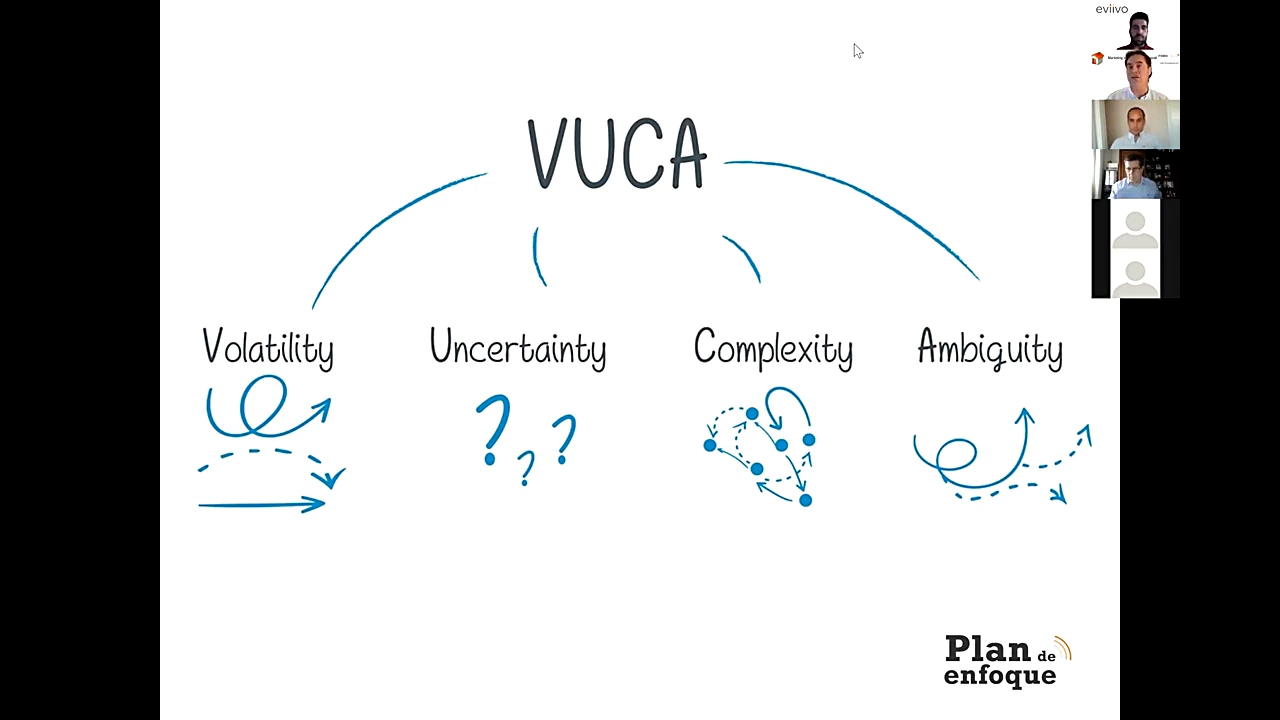 eviivo
VUCA
Volatility
Uncertainty
Complexity
Ambiguity
Plan de
enfoque